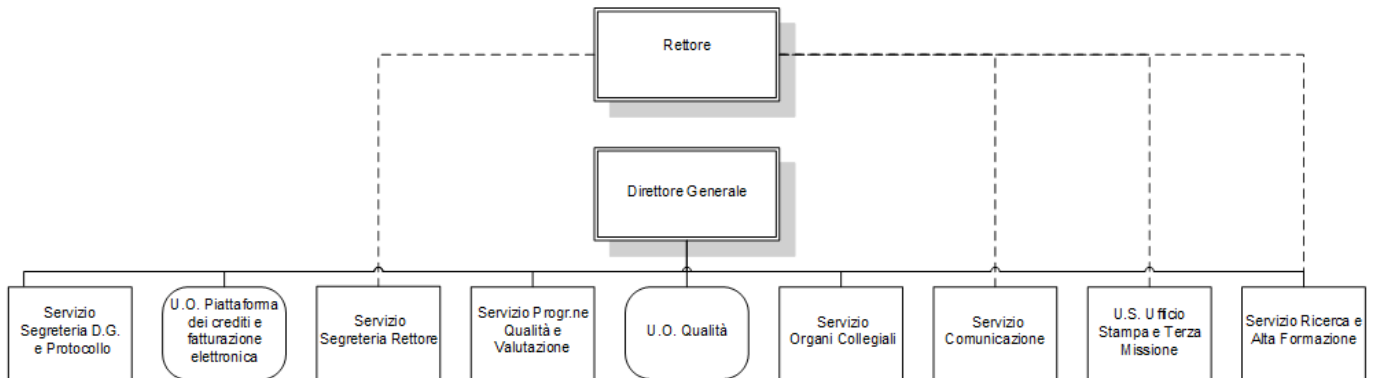 Rettore
Direttore Generale
Servizio
Segreteria D.G.
e Protocollo
U.O. Piattaforma
dei crediti e
fatturazione
elettronica
Servizio
Segreteria Rettore
Servizio Progr.ne
Qualità e
Valutazione
U.O. Qualità
Servizio
Organi Collegiali
Servizio
Comunicazione
U.S. Ufficio
Stampa e Terza
Missione
Servizio Ricerca e
Alta Formazione